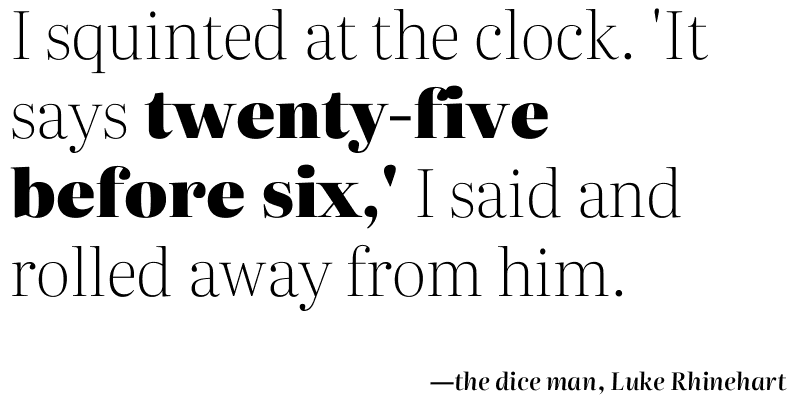 I squinted at the clock. 'It
says twenty-five
before six,' I said and
rolled away from him.
—the dice man, Luke Rhinehart